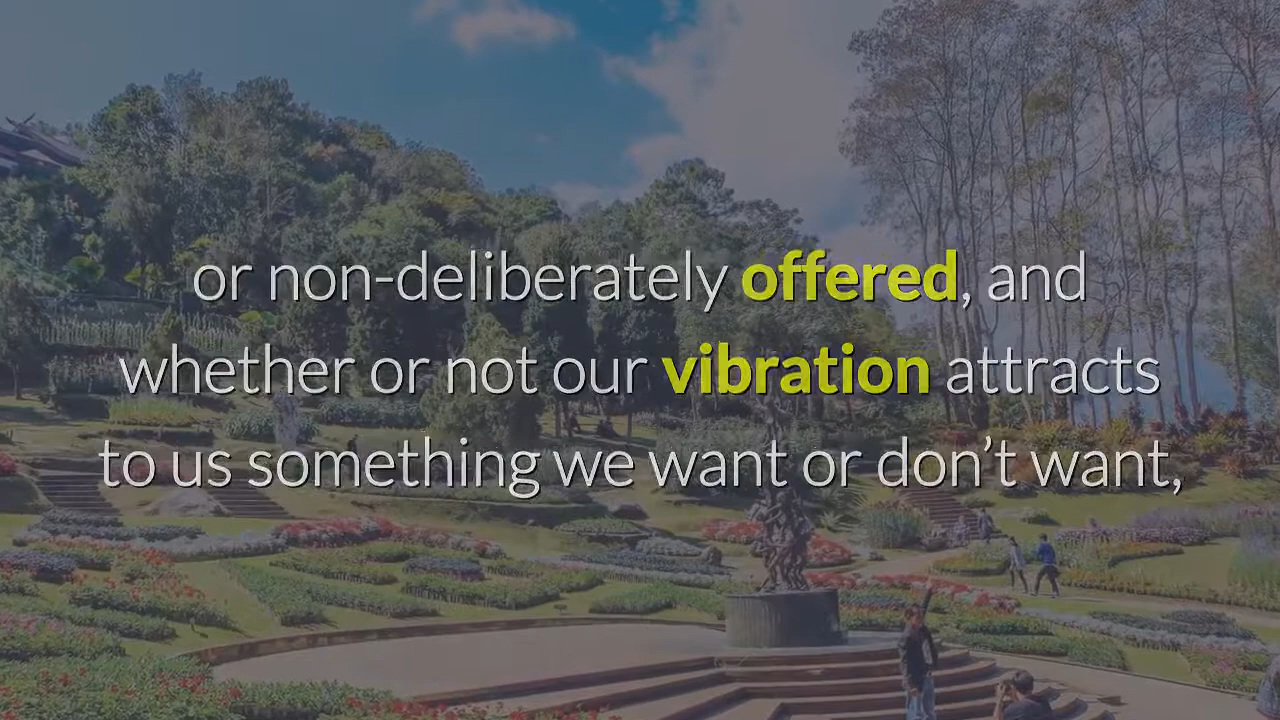 or non-deliberately offered, and
whether or not our vibration attracts
to us something we want or don’t want,